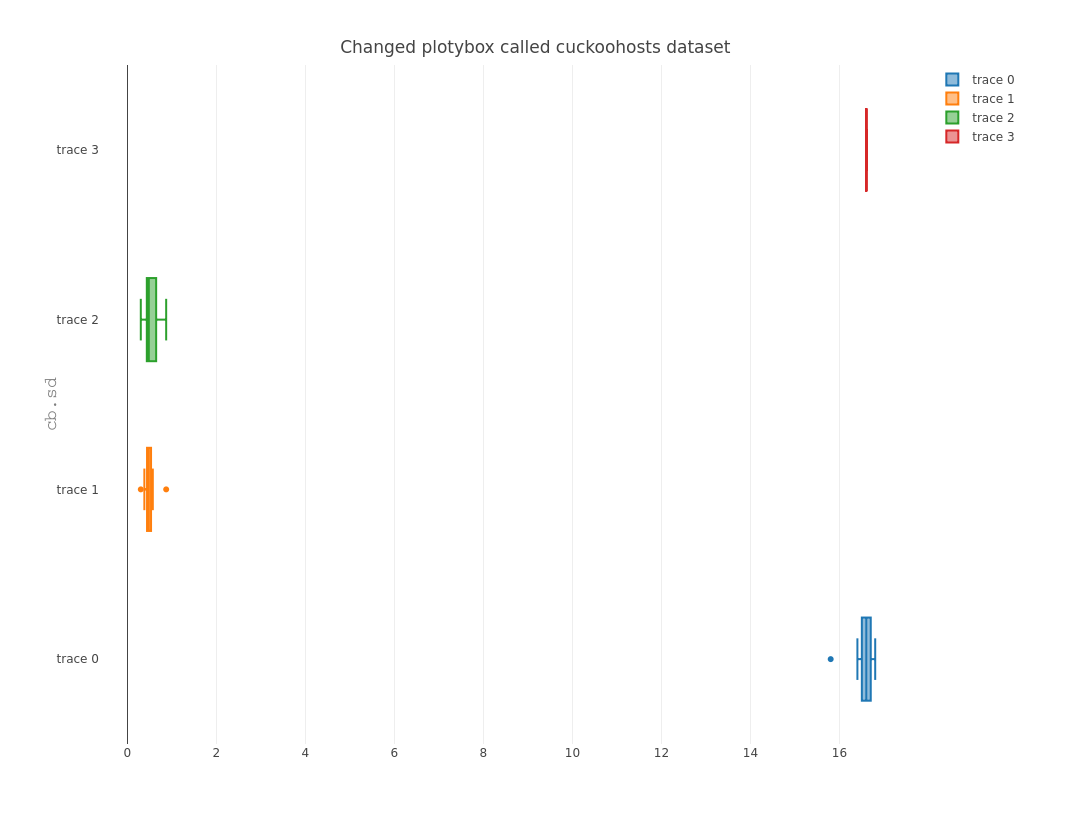 Changed plotybox called cuckoohosts dataset
trace 0
trace 1
trace 2
trace 3
trace 3
trace 2
cb.sd
trace 1
trace 0
0 2 4 6 8 10 12 14 16